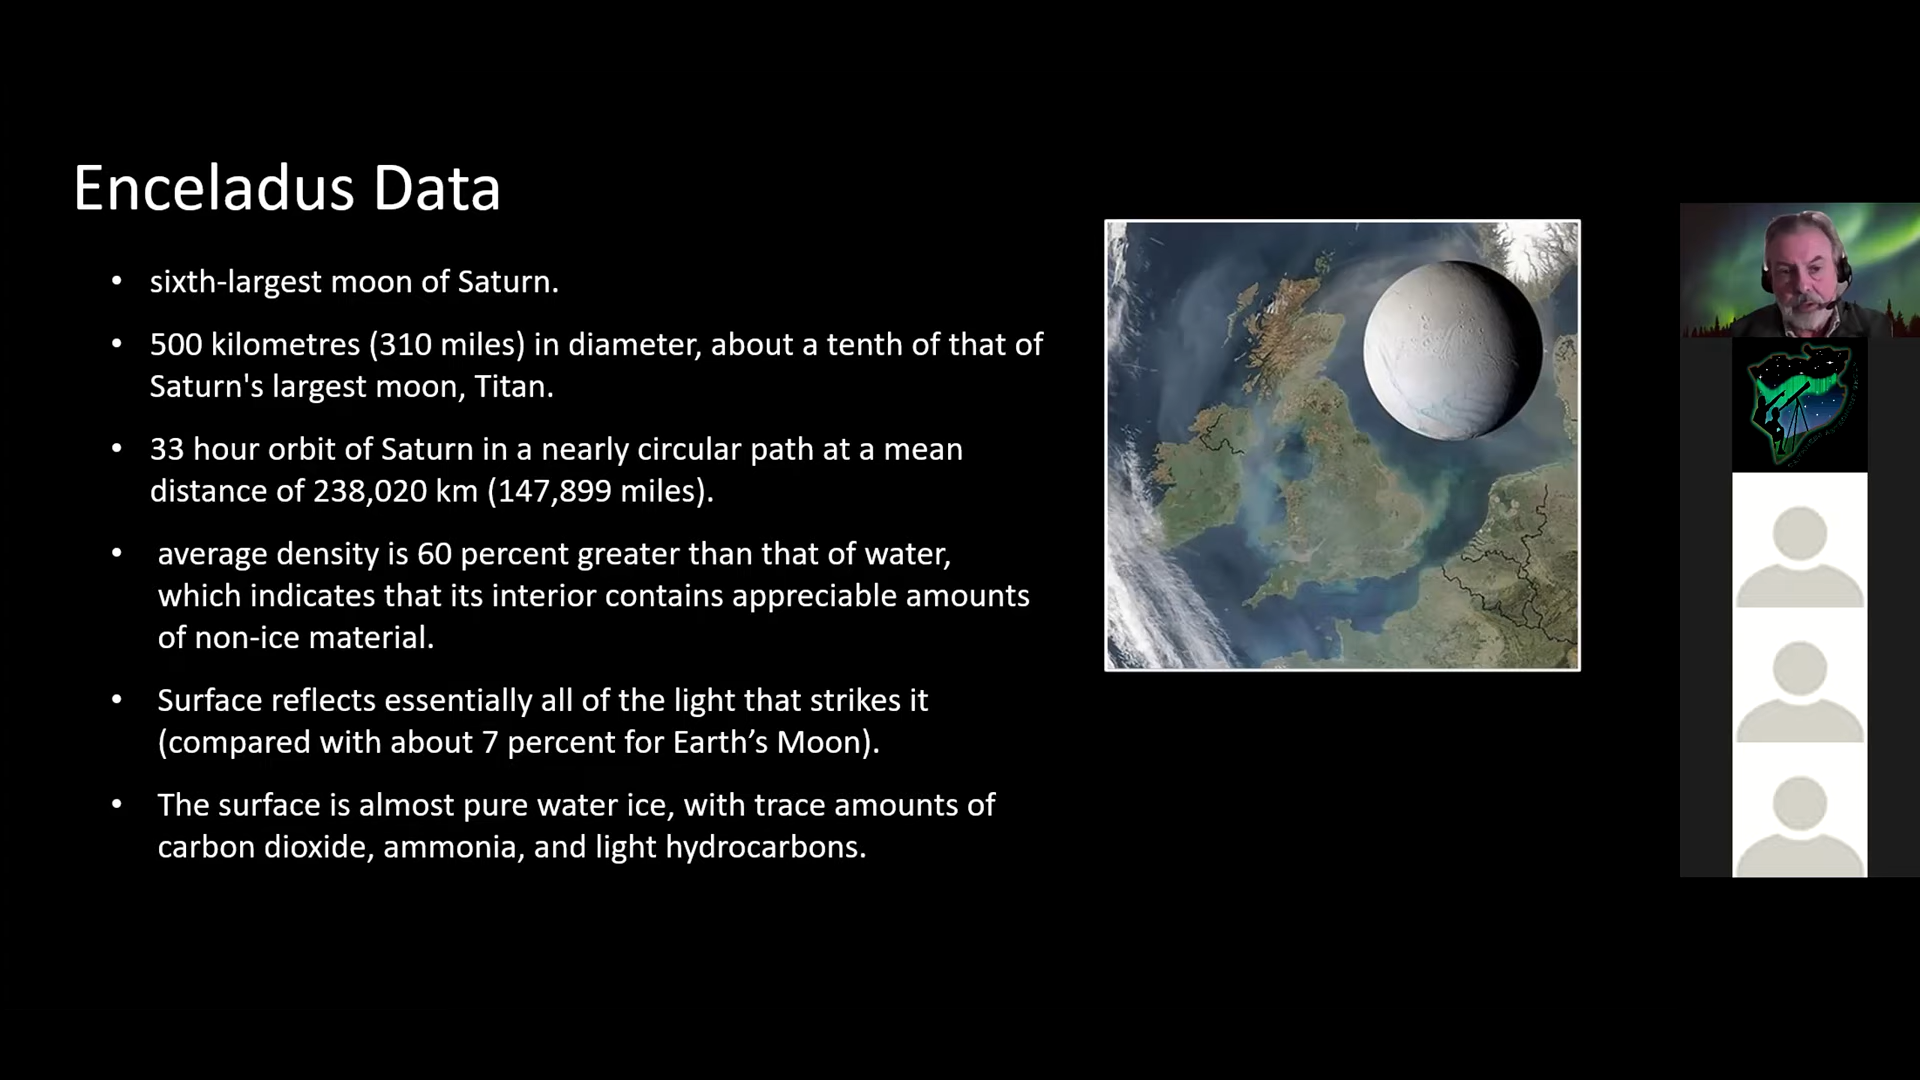 Enceladus Data
• sixth-largest moon of Saturn.
• 500 kilometres (310 miles) in diameter, about a tenth of that of
Saturn's largest moon, Titan.
• 33 hour orbit of Saturn in a nearly circular path at a mean
distance of 238,020 km (147,899 miles).
• average density is 60 percent greater than that of water,
which indicates that its interior contains appreciable amounts
of non-ice material.
• Surface reflects essentially all of the light that strikes it
(compared with about 7 percent for Earth’s Moon).
• The surface is almost pure water ice, with trace amounts of
carbon dioxide, ammonia, and light hydrocarbons.